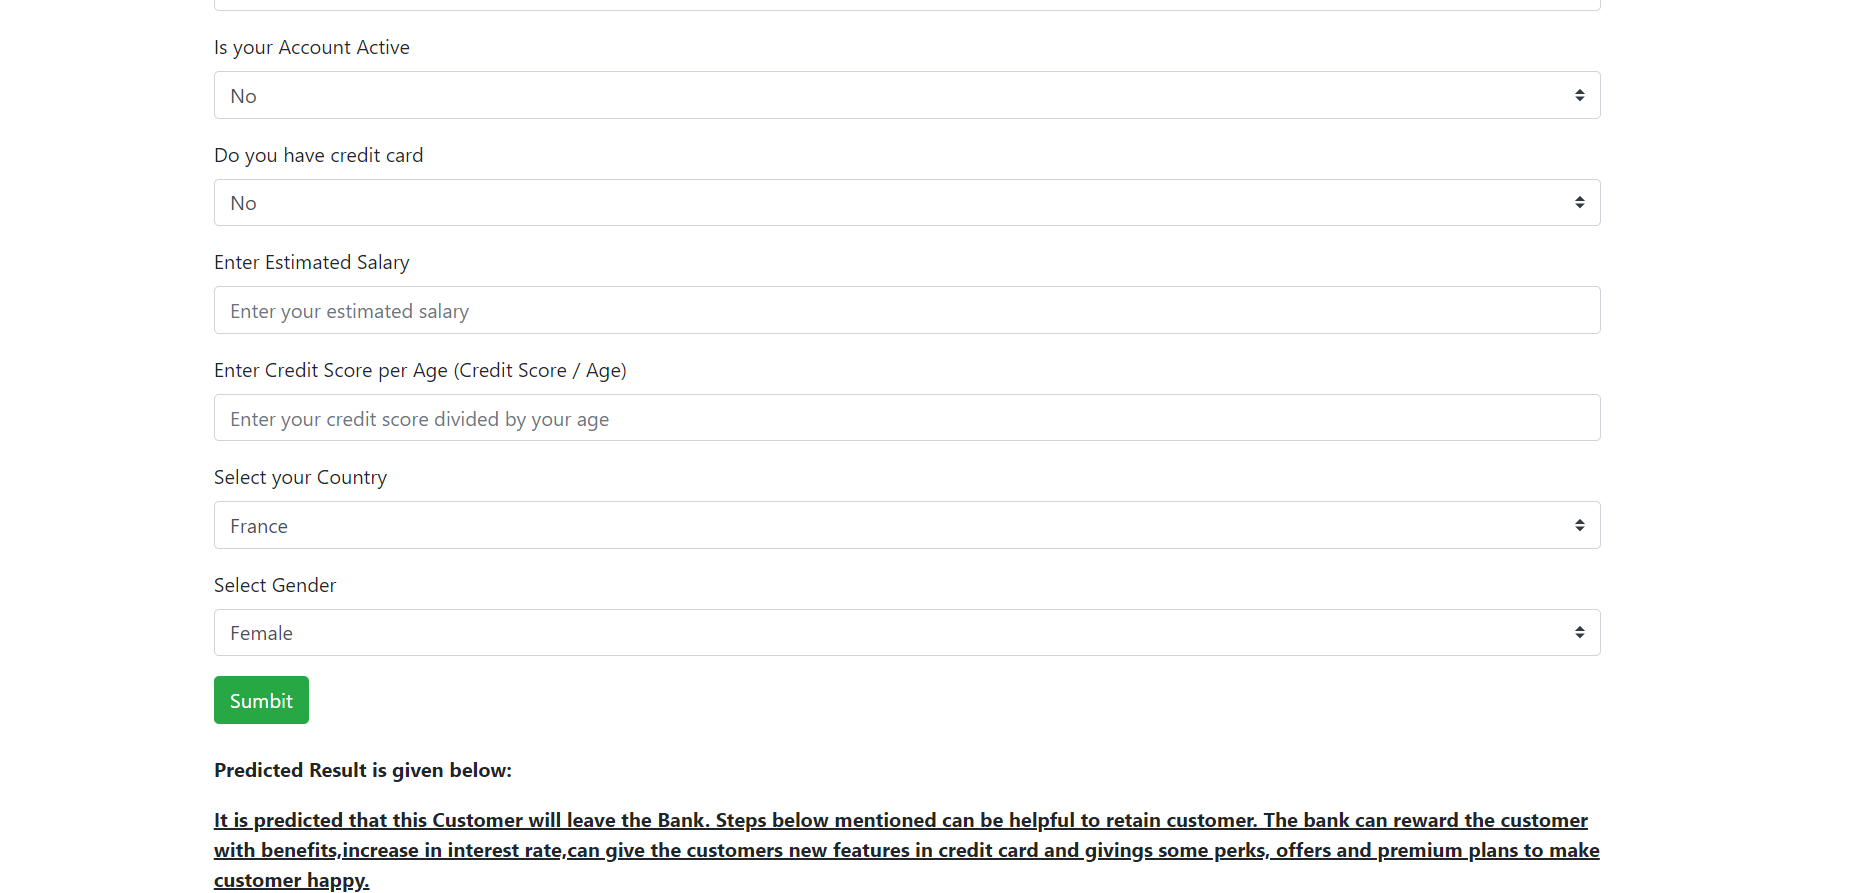 Is your Account Active
No
Do you have credit card
No
Enter Estimated Salary
Enter your estimated salary
Enter Credit Score per Age (Credit Score / Age)
Enter your credit score divided by your age
Select your Country
France
Select Gender
Female
Sumbit
Predicted Result is given below:
It is predicted that this Customer will leave the Bank. Steps below mentioned can be helpful to retain customer. The bank can reward the customer
with benefits,increase in interest rate,can give the customers new features in credit card and givings some perks, offers and premium plans to make
customer happy.